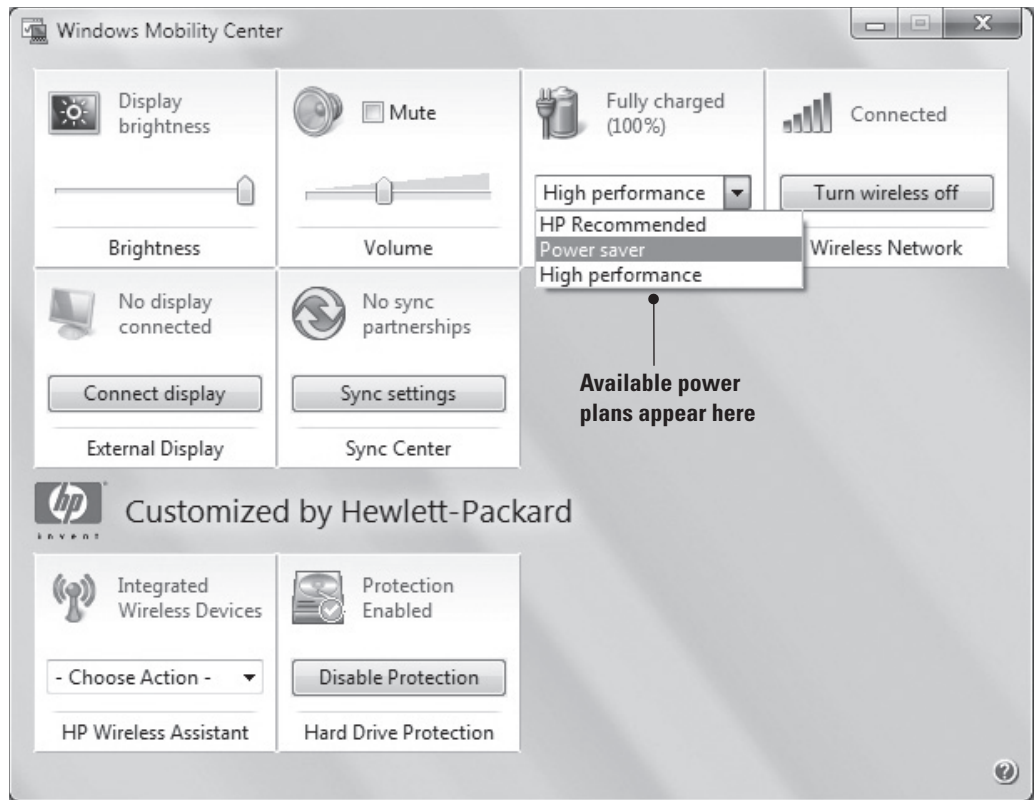 Windows Mobility Center
Display
brightness
Brightness
Mute
Volume
Fully charged
(100%)
High performance
HP Recommended
Power saver
High performance
Connected
Turn wireless off
Wireless Network
No display
connected
Connect display
External Display
No sync
partnerships
Sync settings
Sync Center
Available power
plans appear here
hp
invent
Customized by Hewlett-Packard
Integrated
Wireless Devices
- Choose Action -
HP Wireless Assistant
Protection
Enabled
Disable Protection
Hard Drive Protection
?